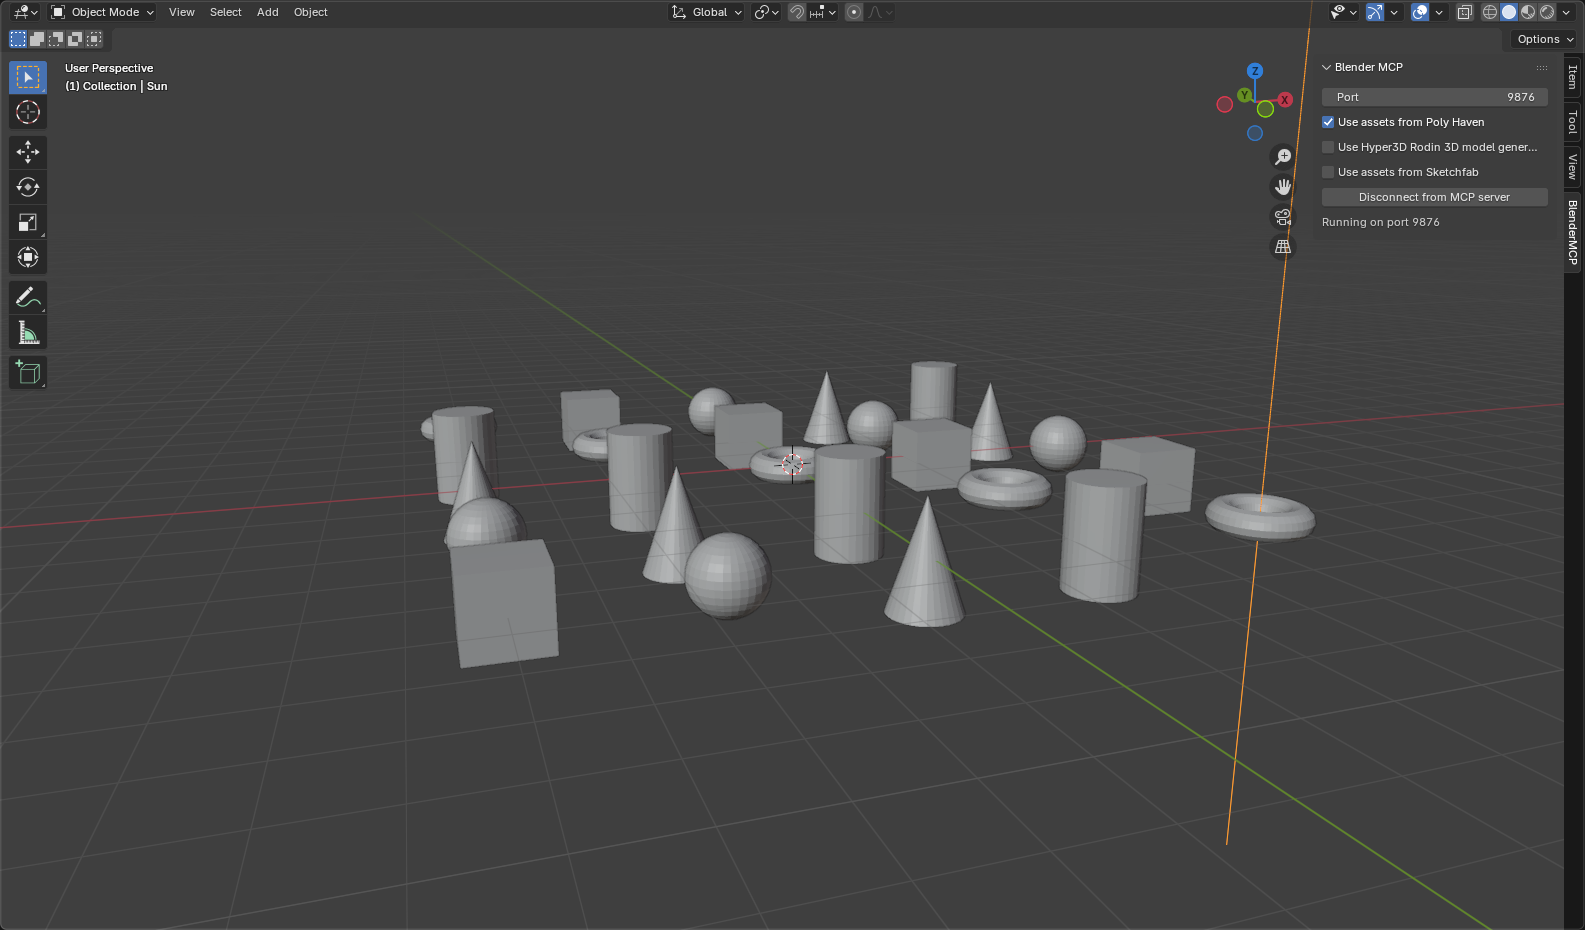 Object Mode View Select Add Object Global
Options
User Perspective
(1) Collection | Sun
Z
Y
X
Blender MCP
Port 9876
Use assets from Poly Haven
Use Hyper3D Rodin 3D model gener...
Use assets from Sketchfab
Disconnect from MCP server
Running on port 9876
Item
Tool
View
BlenderMCP